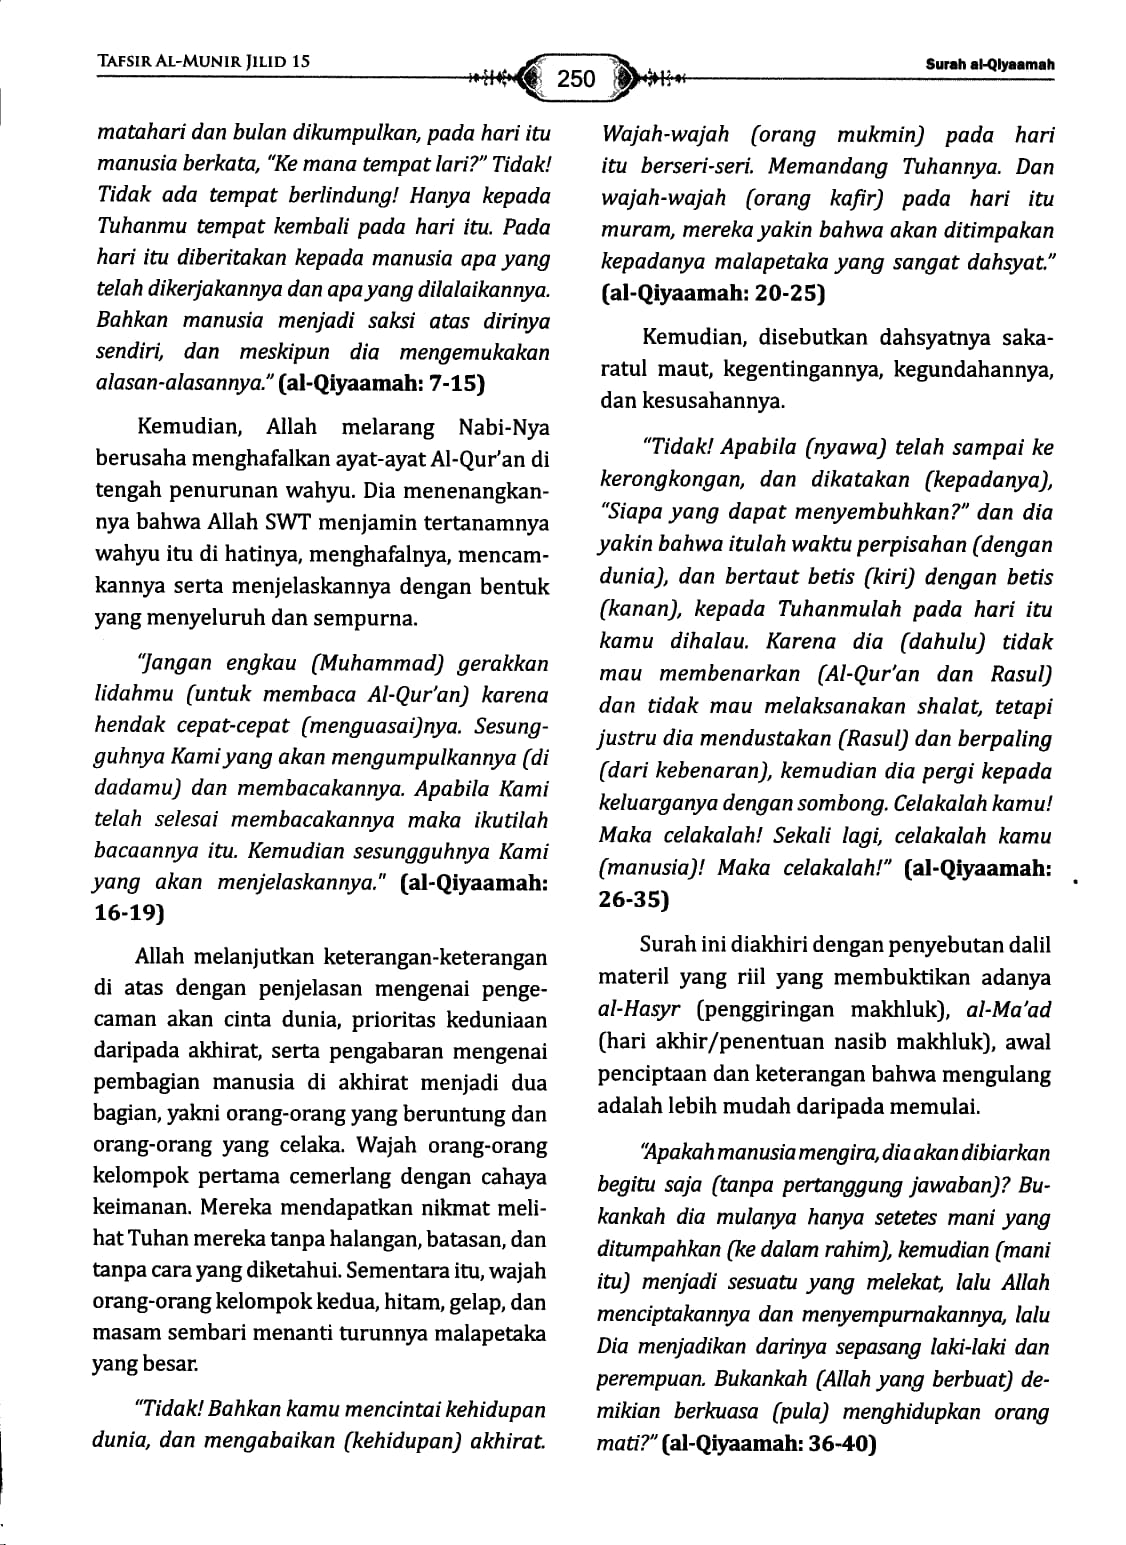 TAFSIR AL-MUNIR JILID 15
250
Surah al-Qiyaamah
matahari dan bulan dikumpulkan, pada hari itu
manusia berkata, “Ke mana tempat lari?” Tidak!
Tidak ada tempat berlindung! Hanya kepada
Tuhanmu tempat kembali pada hari itu. Pada
hari itu diberitakan kepada manusia apa yang
telah dikerjakannya dan apa yang dilalaikannya.
Bahkan manusia menjadi saksi atas dirinya
sendiri, dan meskipun dia mengemukakan
alasan-alasannya.” (al-Qiyaamah: 7-15)
Kemudian, Allah melarang Nabi-Nya
berusaha menghafalkan ayat-ayat Al-Qur’an di
tengah penurunan wahyu. Dia menenangkan-
nya bahwa Allah SWT menjamin tertanamnya
wahyu itu di hatinya, menghafalnya, mencam-
kannya serta menjelaskannya dengan bentuk
yang menyeluruh dan sempurna.
“Jangan engkau (Muhammad) gerakkan
lidahmu (untuk membaca Al-Qur’an) karena
hendak cepat-cepat (menguasai)nya. Sesung-
guhnya Kami yang akan mengumpulkannya (di
dadamu) dan membacakannya. Apabila Kami
telah selesai membacakannya maka ikutilah
bacaannya itu. Kemudian sesungguhnya Kami
yang akan menjelaskannya." (al-Qiyaamah:
16-19)
Allah melanjutkan keterangan-keterangan
di atas dengan penjelasan mengenai penge-
caman akan cinta dunia, prioritas keduniaan
daripada akhirat, serta pengabaran mengenai
pembagian manusia di akhirat menjadi dua
bagian, yakni orang-orang yang beruntung dan
orang-orang yang celaka. Wajah orang-orang
kelompok pertama cemerlang dengan cahaya
keimanan. Mereka mendapatkan nikmat meli-
hat Tuhan mereka tanpa halangan, batasan, dan
tanpa cara yang diketahui. Sementara itu, wajah
orang-orang kelompok kedua, hitam, gelap, dan
masam sembari menanti turunnya malapetaka
yang besar.
“Tidak! Bahkan kamu mencintai kehidupan
dunia, dan mengabaikan (kehidupan) akhirat.
Wajah-wajah (orang mukmin) pada hari
itu berseri-seri. Memandang Tuhannya. Dan
wajah-wajah (orang kafir) pada hari itu
muram, mereka yakin bahwa akan ditimpakan
kepadanya malapetaka yang sangat dahsyat.”
(al-Qiyaamah: 20-25)
Kemudian, disebutkan dahsyatnya saka-
ratul maut, kegentingannya, kegundahannya,
dan kesusahannya.
“Tidak! Apabila (nyawa) telah sampai ke
kerongkongan, dan dikatakan (kepadanya),
“Siapa yang dapat menyembuhkan?” dan dia
yakin bahwa itulah waktu perpisahan (dengan
dunia), dan bertaut betis (kiri) dengan betis
(kanan), kepada Tuhanmulah pada hari itu
kamu dihalau. Karena dia (dahulu) tidak
mau membenarkan (Al-Qur’an dan Rasul)
dan tidak mau melaksanakan shalat, tetapi
justru dia mendustakan (Rasul) dan berpaling
(dari kebenaran), kemudian dia pergi kepada
keluarganya dengan sombong. Celakalah kamu!
Maka celakalah! Sekali lagi, celakalah kamu
(manusia)! Maka celakalah!” (al-Qiyaamah:
26-35)
Surah ini diakhiri dengan penyebutan dalil
materil yang riil yang membuktikan adanya
al-Hasyr (penggiringan makhluk), al-Ma’ad
(hari akhir/penentuan nasib makhluk), awal
penciptaan dan keterangan bahwa mengulang
adalah lebih mudah daripada memulai.
“Apakah manusia mengira, dia akan dibiarkan
begitu saja (tanpa pertanggung jawaban)? Bu-
kankah dia mulanya hanya setetes mani yang
ditumpahkan (ke dalam rahim), kemudian (mani
itu) menjadi sesuatu yang melekat, lalu Allah
menciptakannya dan menyempurnakannya, lalu
Dia menjadikan darinya sepasang laki-laki dan
perempuan. Bukankah (Allah yang berbuat) de-
mikian berkuasa (pula) menghidupkan orang
mati?” (al-Qiyaamah: 36-40)